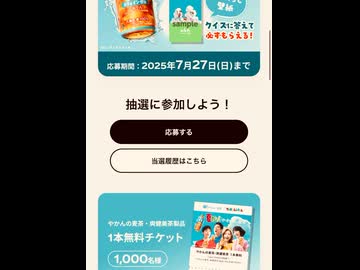 sample
壁紙
クイズに答えて
必ずもらえる!
応募期間：2025年7月27日(日)まで
抽選に参加しよう！
応募する
当選履歴はこちら
やかんの麦茶・爽健美茶製品
1本無料チケット
1,000名様